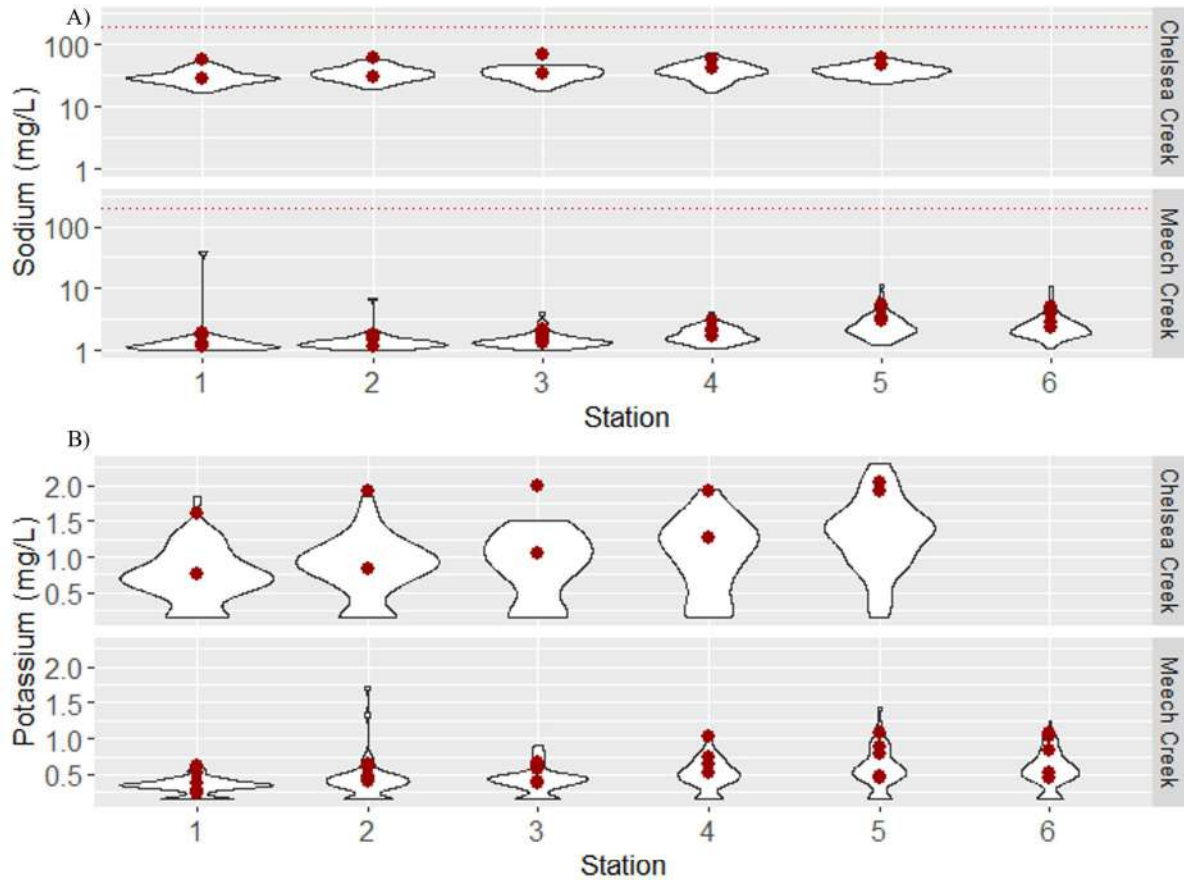 A)
Sodium (mg/L)
100
10
1
Chelsea Creek
100
10
1
Meech Creek
1 2 3 4 5 6
Station
B)
Potassium (mg/L)
2.0
1.5
1.0
0.5
Chelsea Creek
2.0
1.5
1.0
0.5
Meech Creek
1 2 3 4 5 6
Station